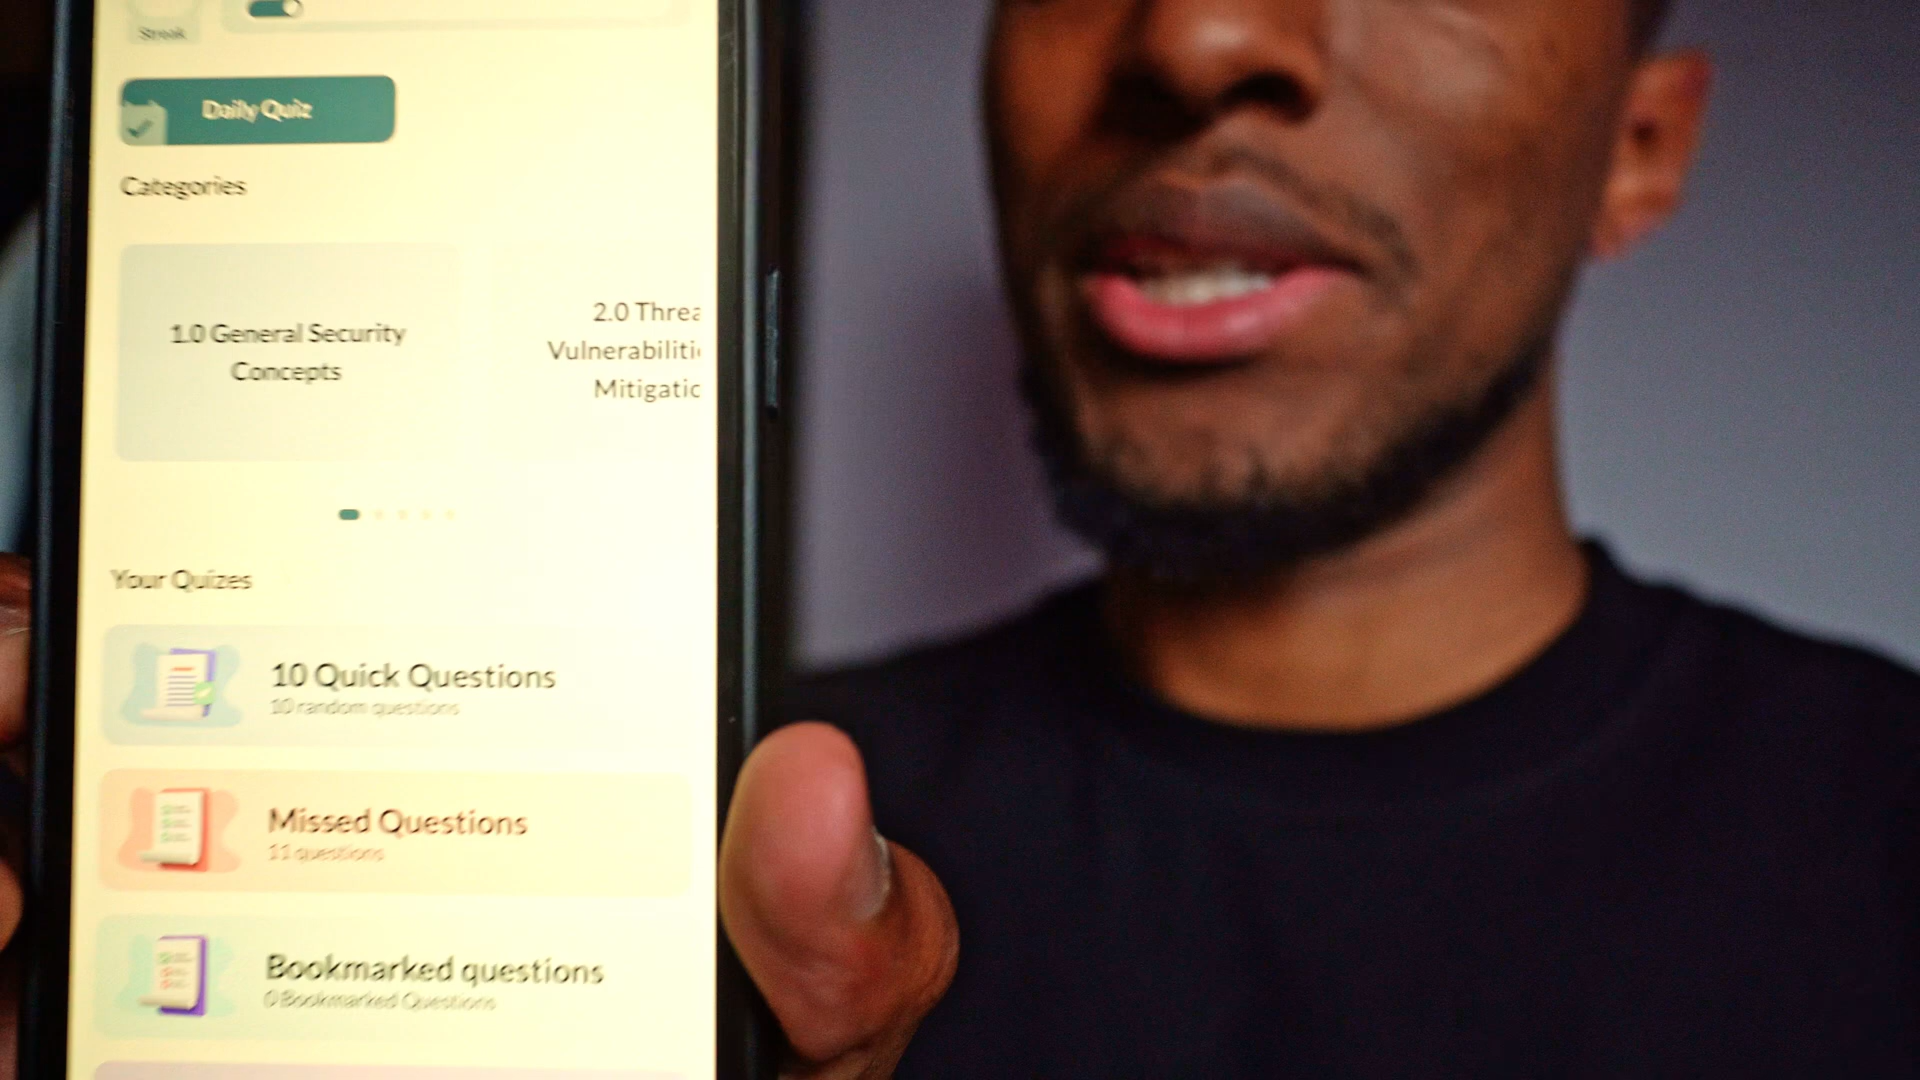 Streak
Daily Quiz
Categories
1.0 General Security
Concepts
2.0 Threa
Vulnerabiliti
Mitigatic
Your Quizes
10 Quick Questions
10 random questions
Missed Questions
11 questions
Bookmarked questions
0 Bookmarked Questions